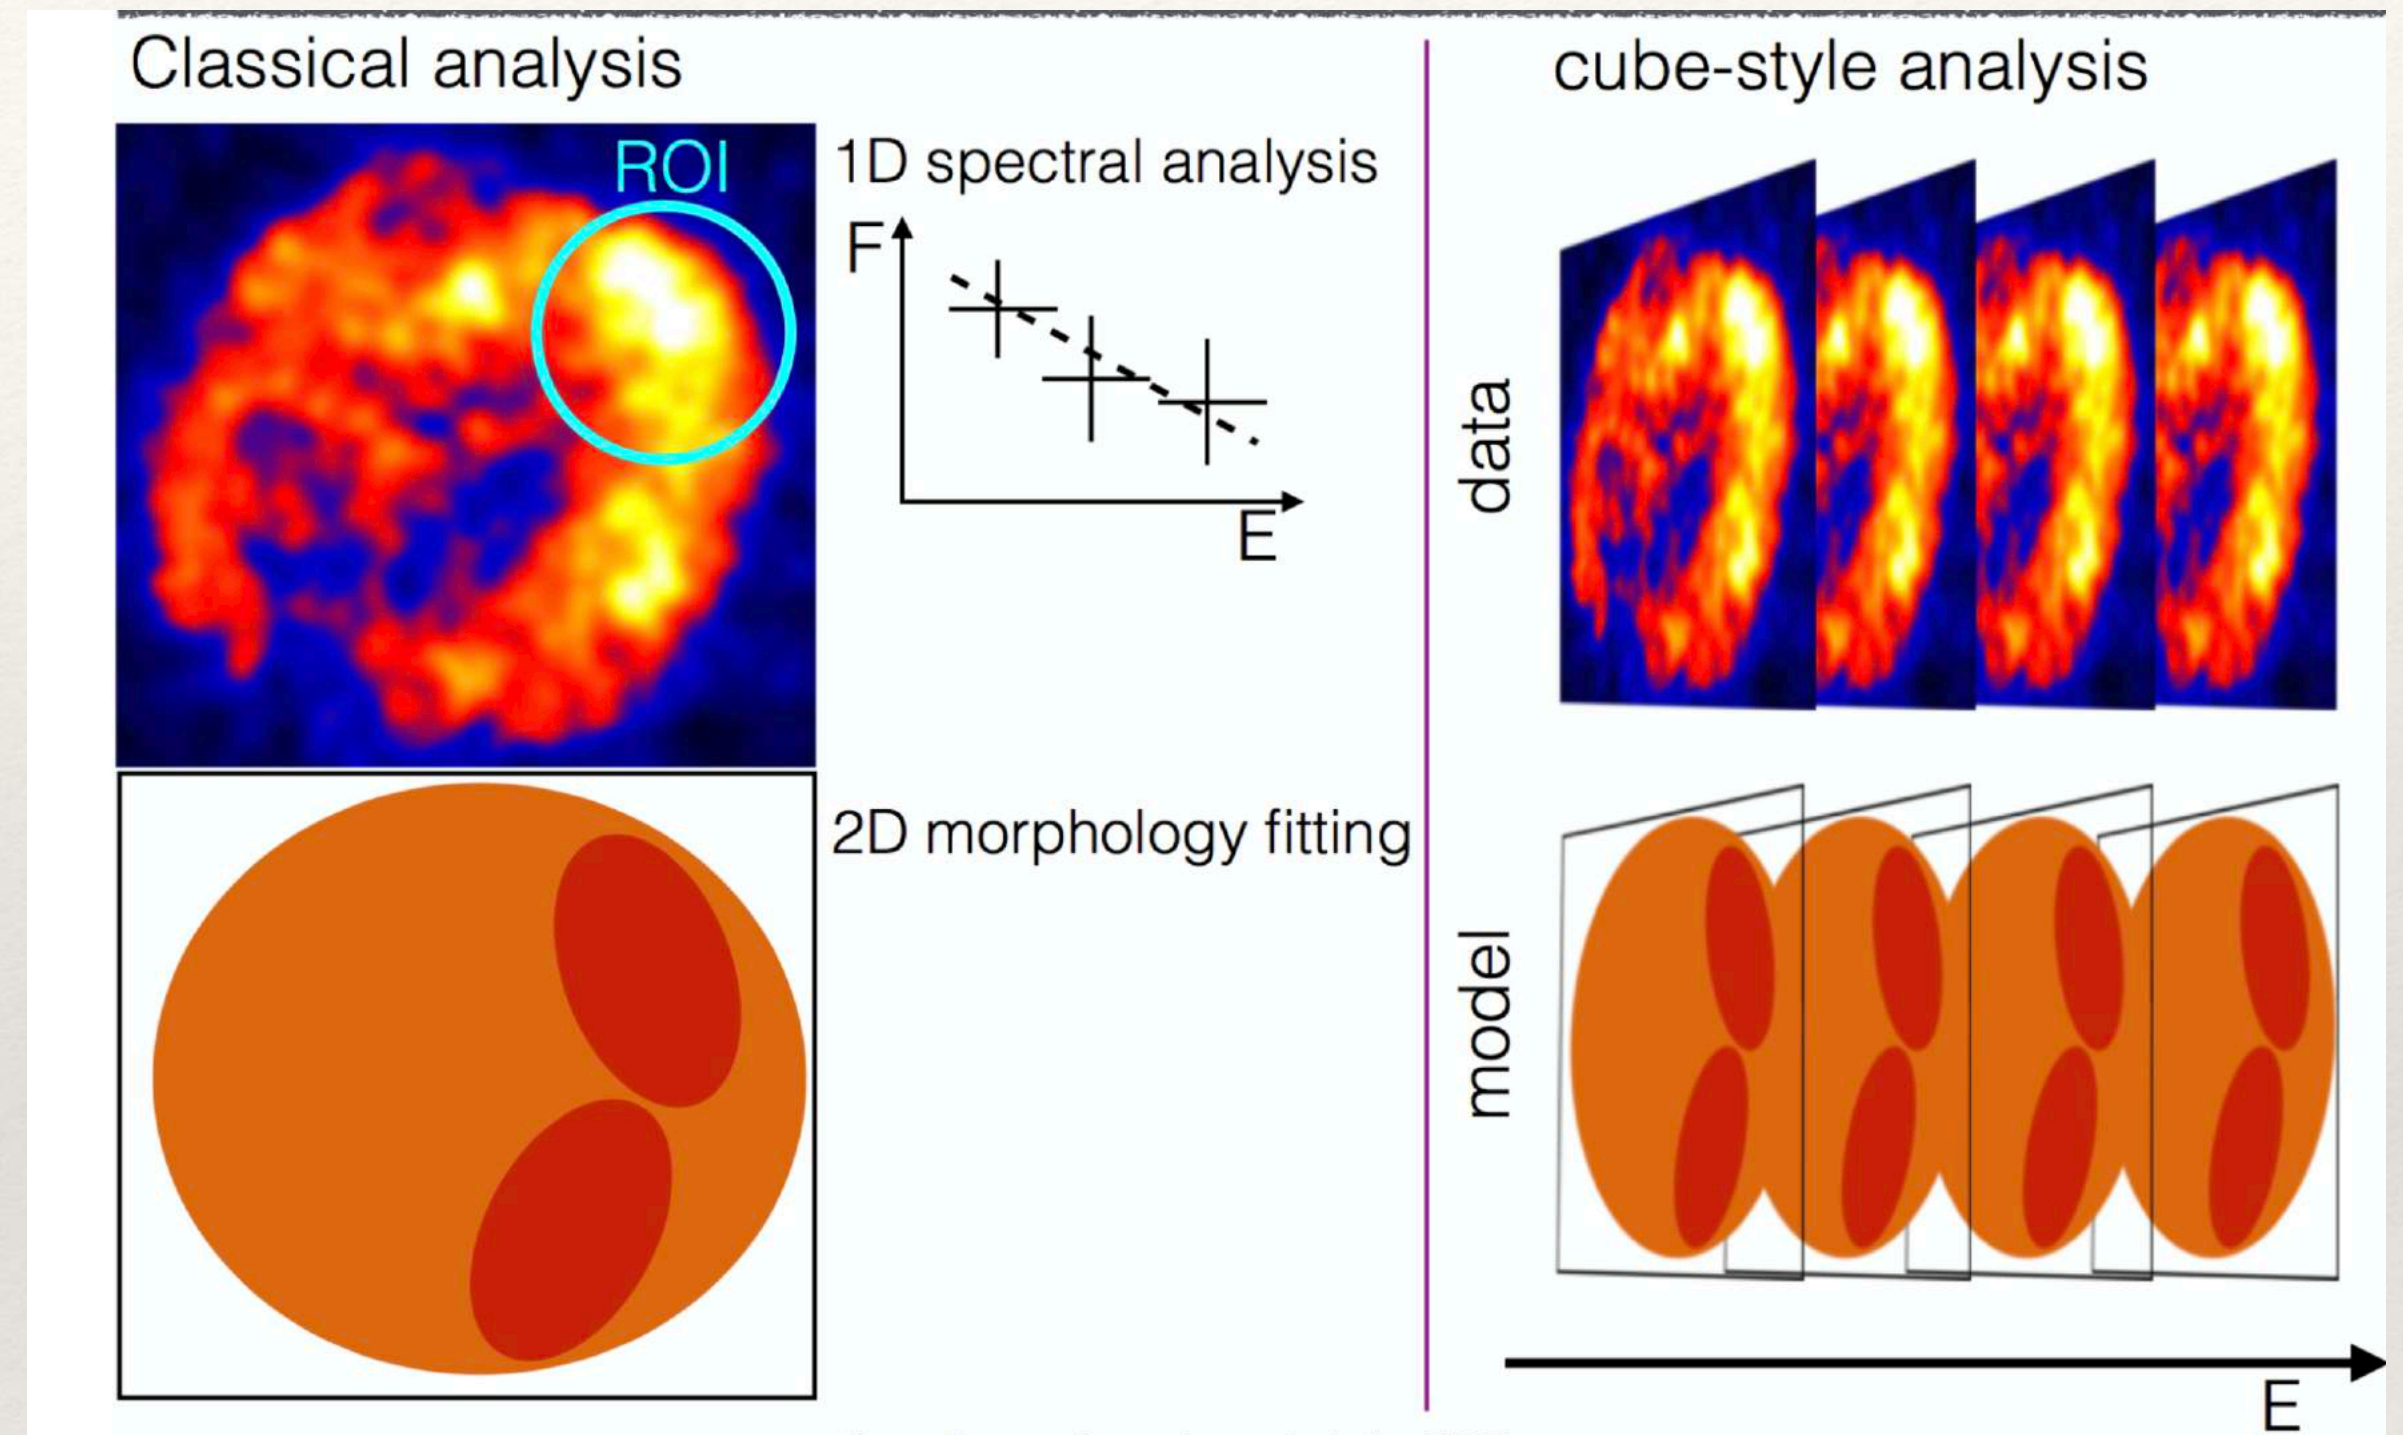 Classical analysis
ROI
1D spectral analysis
F
E
2D morphology fitting
cube-style analysis
data
model
E